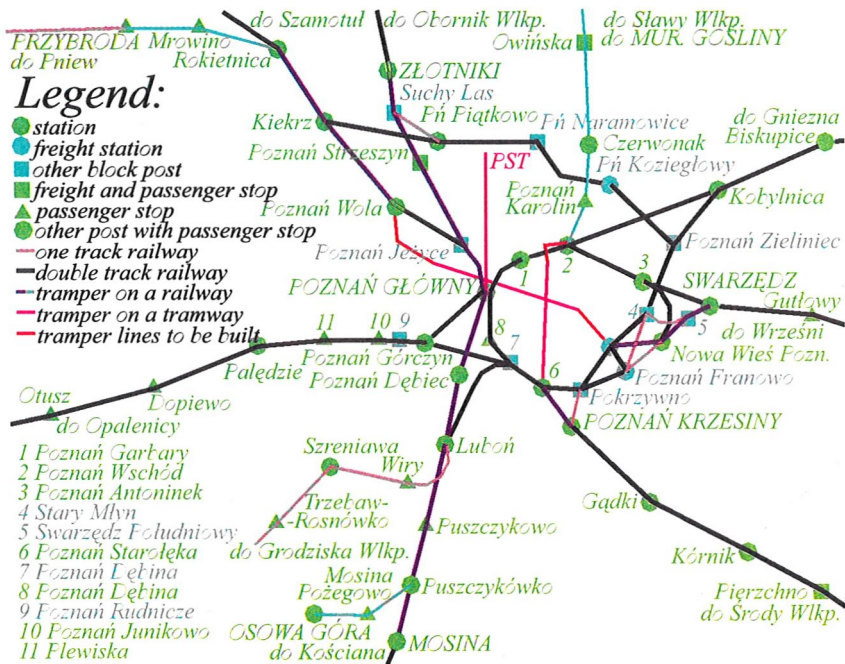 do Szamotuł
do Obornik Wlkp.
do Sławy Wlkp.
do MUR. GOŚLINY
Owińska
PRZYBRODA
Mrowino
do Pniew
Rokietnica
ZŁOTNIKI
Suchy Las
Legend:
station
freight station
other block post
freight and passenger stop
passenger stop
other post with passenger stop
one track railway
double track railway
tramper on a railway
tramper on a tramway
tramper lines to be built
Kiekrz
Pń Piątkowo
Pń Naramowice
Czerwonak
do Gniezna
Biskupice
Poznań Strzeszyn
PST
Pń Koziegłowy
Poznań
Karolin
Kobylnica
Poznań Wola
Poznań Jeżyce
Poznań Zieliniec
POZNAŃ GŁÓWNY
1
2
3
SWARZĘDZ
Gutłowy
do Wrześni
4
5
11
10
9
8
7
Poznań Górczyn
Nowa Wieś Pozn.
Palędzie
Poznań Dębiec
6
Poznań Franowo
Pokrzywno
Otusz
do Opalenicy
Dopiewo
POZNAŃ KRZESINY
Szreniawa
Luboń
Wiry
Trzebaw-
-Rosnówko
do Grodziska Wlkp.
Puszczykowo
Gądki
Kórnik
Mosina
Pożegowo
Puszczykówko
Pierzchno
do Środy Wlkp.
OSOWA GÓRA
do Kościana
MOSINA
1 Poznań Garbary
2 Poznań Wschód
3 Poznań Antoninek
4 Stary Młyn
5 Swarzędz Południowy
6 Poznań Starołęka
7 Poznań Dębina
8 Poznań Dębina
9 Poznań Rudnicze
10 Poznań Junikowo
11 Plewiska